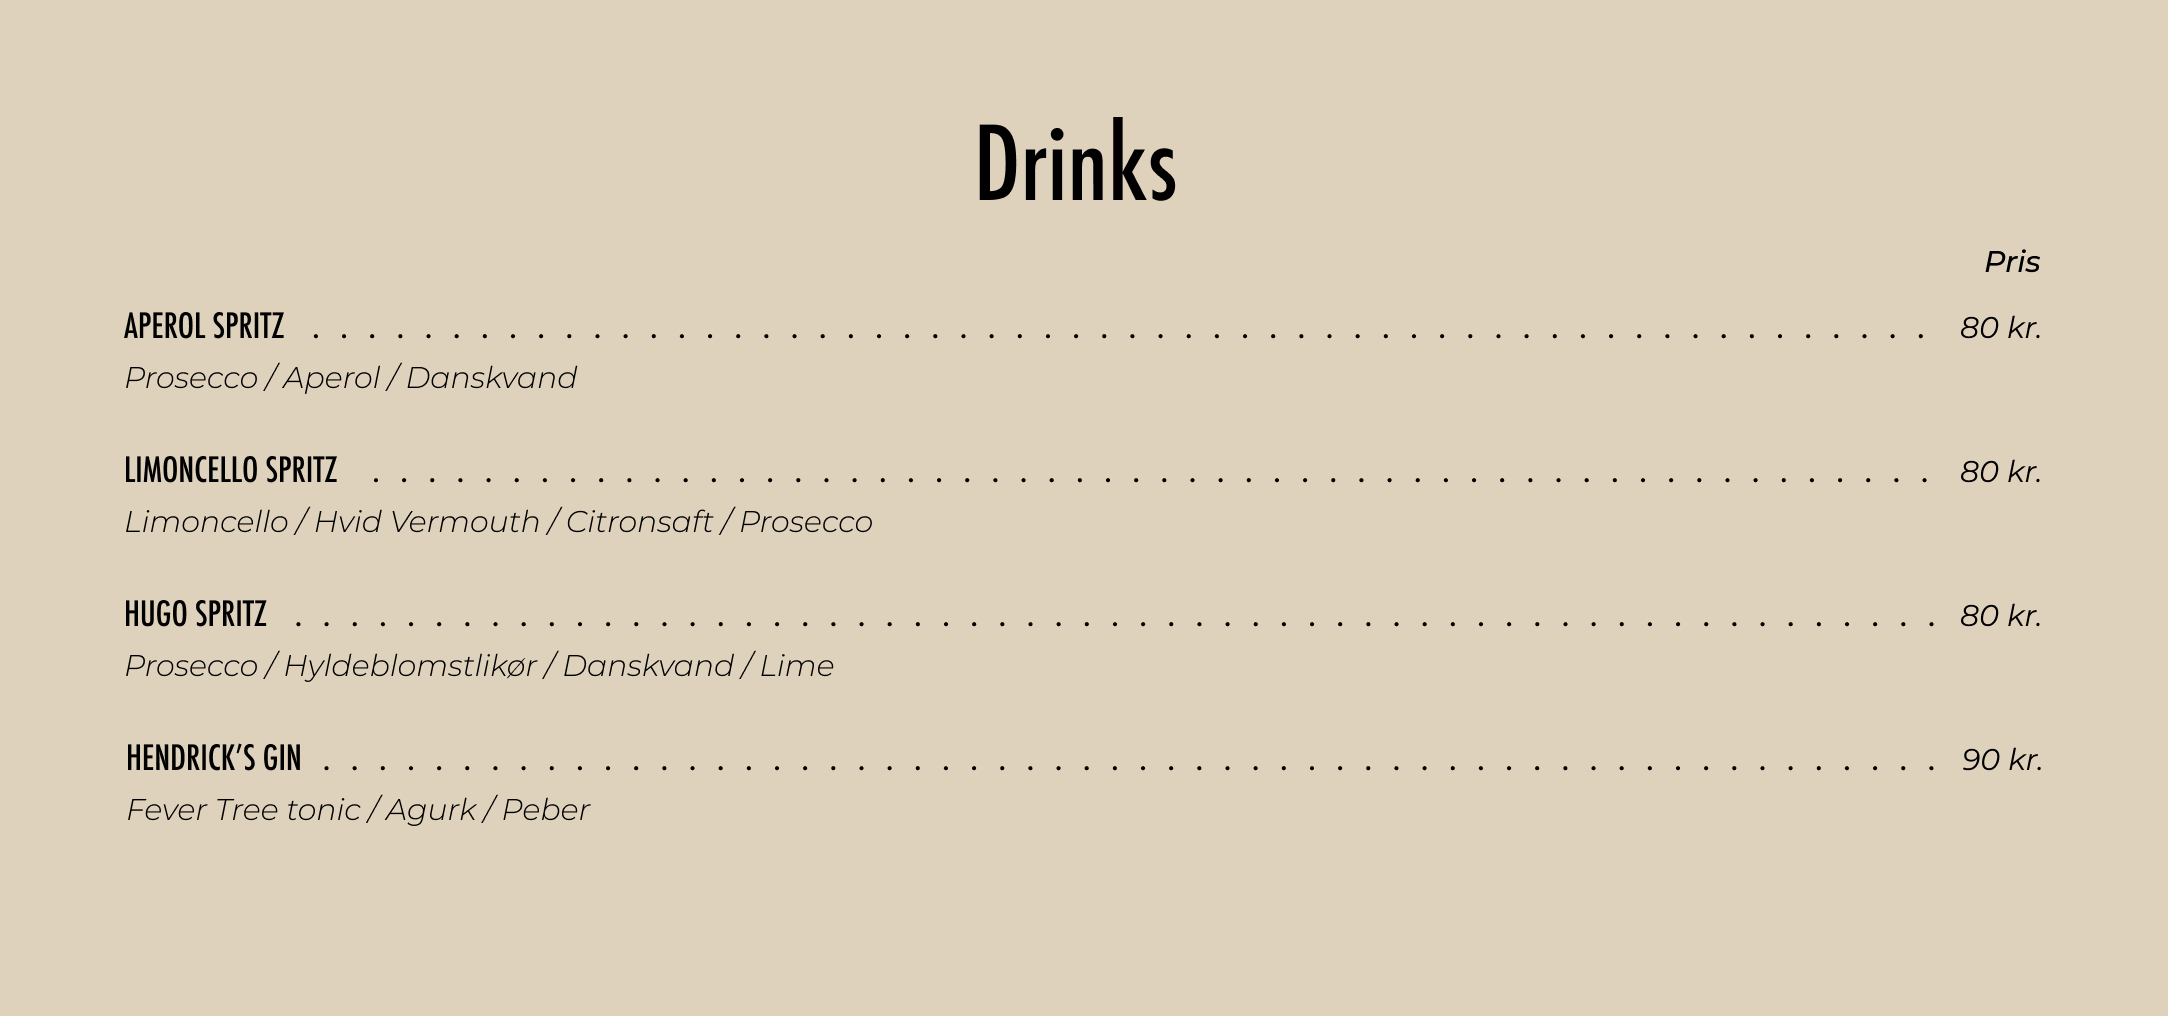 Drinks
Pris
APEROL SPRITZ . . . . . . . . . . . . . . . . . . . . . . . . . . . . . . . . . . . . . . . . . . . . . . . . . . . . . . . . . . 80 kr.
Prosecco / Aperol / Danskvand
LIMONCELLO SPRITZ . . . . . . . . . . . . . . . . . . . . . . . . . . . . . . . . . . . . . . . . . . . . . . . . . . . . . . . . 80 kr.
Limoncello / Hvid Vermouth / Citronsaft / Prosecco
HUGO SPRITZ . . . . . . . . . . . . . . . . . . . . . . . . . . . . . . . . . . . . . . . . . . . . . . . . . . . . . . . . . . . 80 kr.
Prosecco / Hyldeblomstlikør / Danskvand / Lime
HENDRICK’S GIN . . . . . . . . . . . . . . . . . . . . . . . . . . . . . . . . . . . . . . . . . . . . . . . . . . . . . . . . . . 90 kr.
Fever Tree tonic / Agurk / Peber